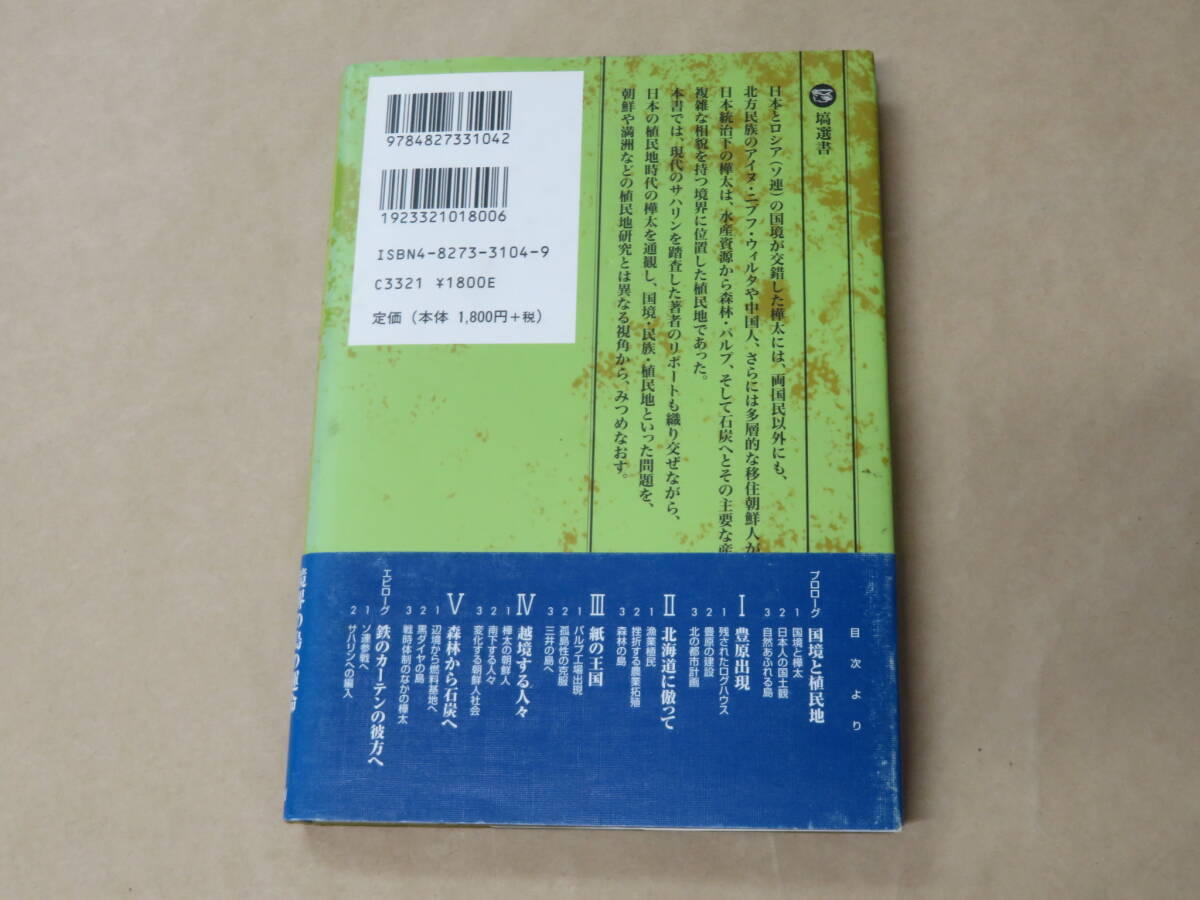 塙選書
日本とロシア（ソ連）の国境が交錯した樺太には、両国民以外にも、
北方民族のアイヌ・ニブフ・ウィルタや中国人、さらには多層的な移住朝鮮人が
日本統治下の樺太は、水産資源から森林・パルプ、そして石炭へとその主要な産
複雑な相貌を持つ境界に位置した植民地であった。
本書では、現代のサハリンを踏査した著者のリポートも織り交ぜながら、
日本の植民地時代の樺太を通観し、国境・民族・植民地といった問題を、
朝鮮や満洲などの植民地研究とは異なる視角から、みつめなおす。
9784827331042
1923321018006
ISBN4-8273-3104-9
C3321 ¥1800E
定価（本体 1,800円＋税）
目次より
プロローグ 国境と植民地
1 国境と樺太
2 日本人の国土観
3 自然あふれる島
Ⅰ 豊原出現
1 残されたログハウス
2 豊原の建設
3 北の都市計画
Ⅱ 北海道に倣って
1 漁業植民
2 挫折する農業拓殖
3 森林の島
Ⅲ 紙の王国
1 パルプ工場出現
2 孤島性の克服
3 三井の島へ
Ⅳ 越境する人々
1 樺太の朝鮮人
2 南下する人々
3 変化する朝鮮人社会
Ⅴ 森林から石炭へ
1 辺境から燃料基地へ
2 黒ダイヤの島
3 戦時体制のなかの樺太
エピローグ 鉄のカーテンの彼方へ
1 ソ連参戦へ
2 サハリンへの編入